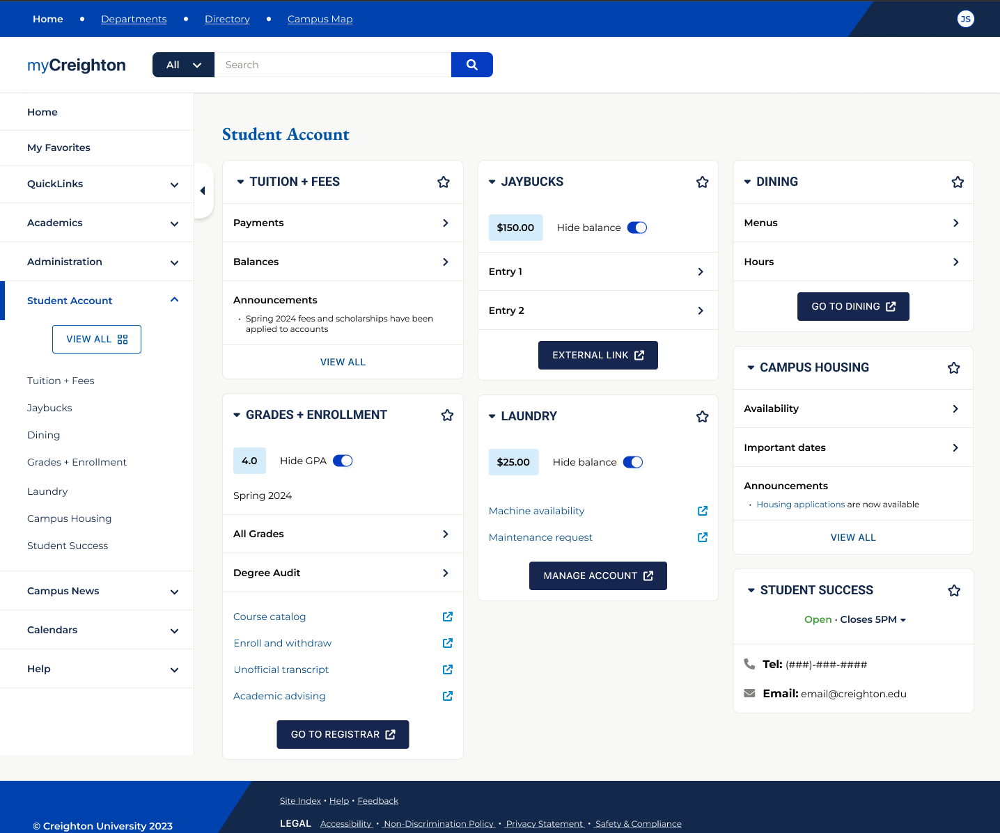 Home • Departments • Directory • Campus Map
JS
myCreighton
All
Search
Home
My Favorites
QuickLinks
Academics
Administration
Student Account
VIEW ALL
Tuition + Fees
Jaybucks
Dining
Grades + Enrollment
Laundry
Campus Housing
Student Success
Campus News
Calendars
Help
Student Account
TUITION + FEES
Payments
Balances
Announcements
· Spring 2024 fees and scholarships have been
applied to accounts
VIEW ALL
GRADES + ENROLLMENT
4.0 Hide GPA
Spring 2024
All Grades
Degree Audit
Course catalog
Enroll and withdraw
Unofficial transcript
Academic advising
GO TO REGISTRAR
JAYBUCKS
$150.00 Hide balance
Entry 1
Entry 2
EXTERNAL LINK
LAUNDRY
$25.00 Hide balance
Machine availability
Maintenance request
MANAGE ACCOUNT
DINING
Menus
Hours
GO TO DINING
CAMPUS HOUSING
Availability
Important dates
Announcements
· Housing applications are now available
VIEW ALL
STUDENT SUCCESS
Open · Closes 5PM
Tel: (###)-###-####
Email: email@creighton.edu
Site Index • Help • Feedback
© Creighton University 2023
LEGAL Accessibility • Non-Discrimination Policy • Privacy Statement • Safety & Compliance